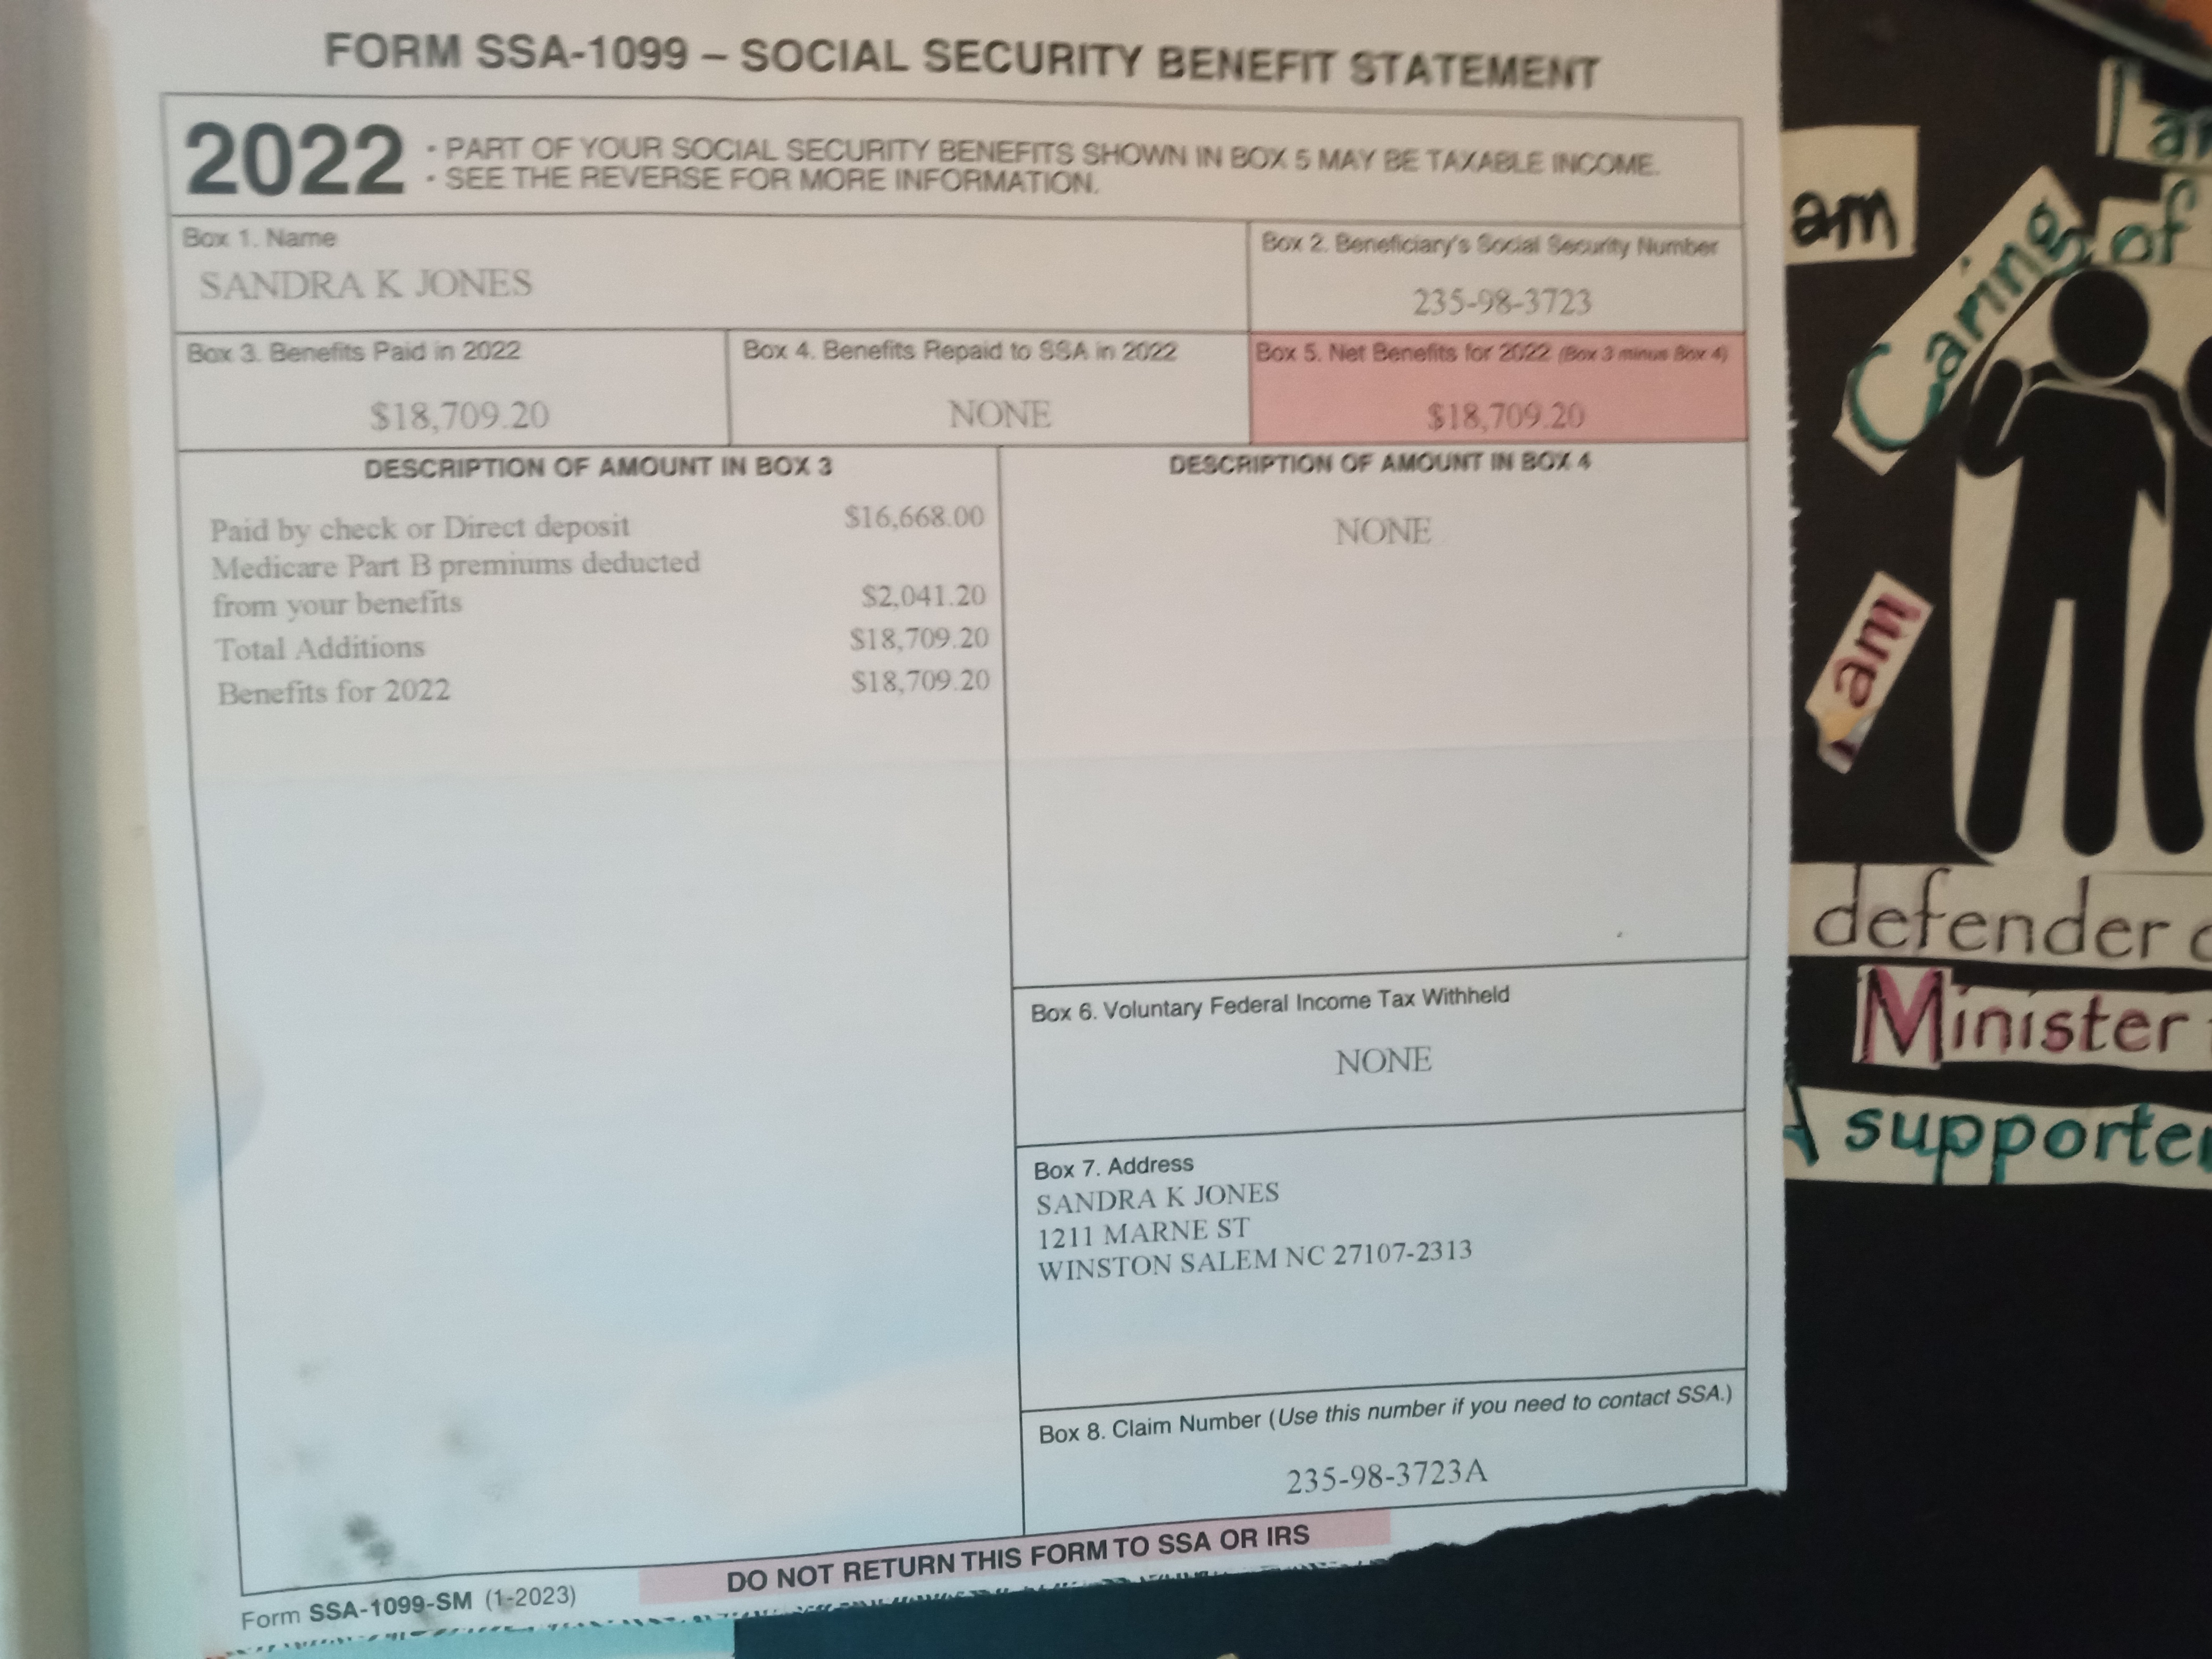 FORM SSA-1099 – SOCIAL SECURITY BENEFIT STATEMENT
2022
• PART OF YOUR SOCIAL SECURITY BENEFITS SHOWN IN BOX 5 MAY BE TAXABLE INCOME.
• SEE THE REVERSE FOR MORE INFORMATION.
Box 1. Name
SANDRA K JONES
Box 2. Beneficiary's Social Security Number
235-98-3723
Box 3. Benefits Paid in 2022
$18,709.20
Box 4. Benefits Repaid to SSA in 2022
NONE
Box 5. Net Benefits for 2022 (Box 3 minus Box 4)
$18,709.20
DESCRIPTION OF AMOUNT IN BOX 3
Paid by check or Direct deposit $16,668.00
Medicare Part B premiums deducted
from your benefits $2,041.20
Total Additions $18,709.20
Benefits for 2022 $18,709.20
DESCRIPTION OF AMOUNT IN BOX 4
NONE
Box 6. Voluntary Federal Income Tax Withheld
NONE
Box 7. Address
SANDRA K JONES
1211 MARNE ST
WINSTON SALEM NC 27107-2313
Box 8. Claim Number (Use this number if you need to contact SSA.)
235-98-3723A
Form SSA-1099-SM (1-2023)
DO NOT RETURN THIS FORM TO SSA OR IRS
am
Caring of
am
defender
Minister
A supporter